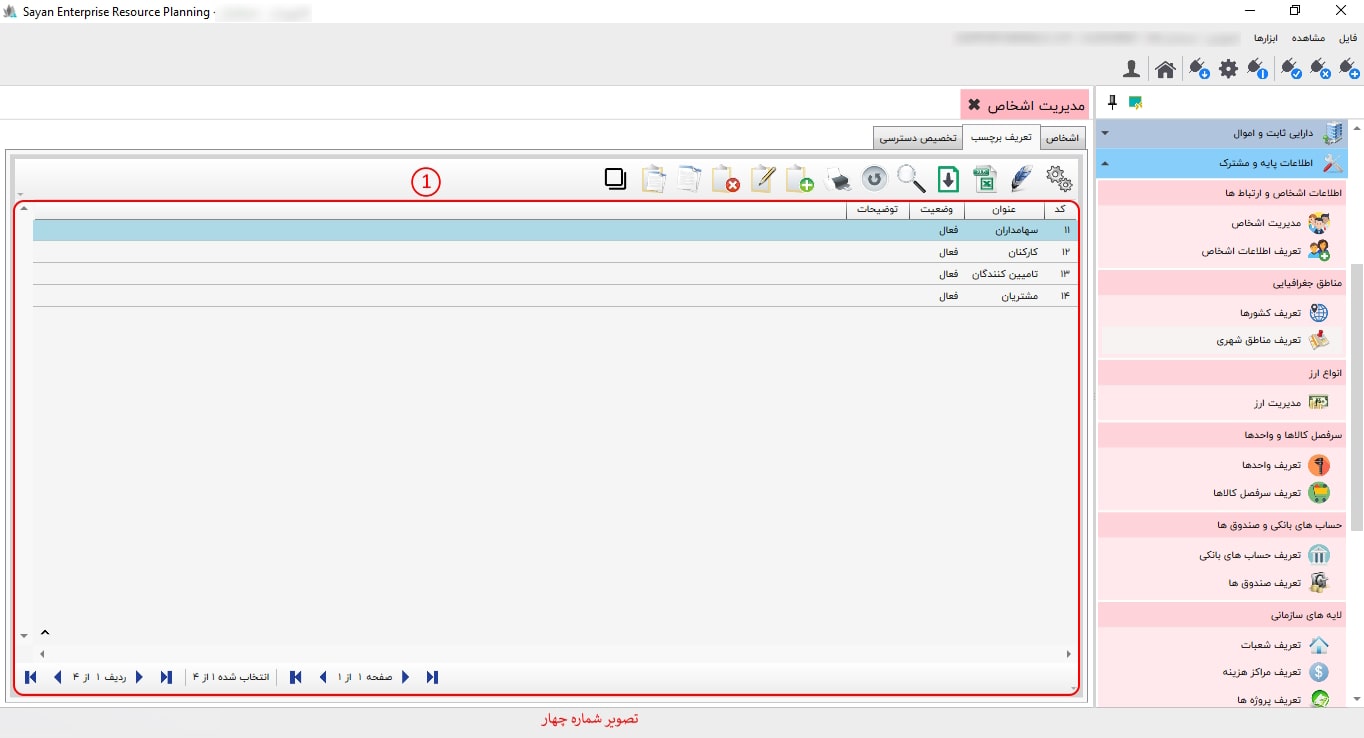 Sayan Enterprise Resource Planning -
فایل مشاهده ابزارها
مدیریت اشخاص
اشخاص تعریف برچسب تخصیص دسترسی
1
کد عنوان وضعیت توضیحات
۱۱ سهامداران فعال
۱۲ کارکنان فعال
۱۳ تامیین کنندگان فعال
۱۴ مشتریان فعال
صفحه ۱ از ۱ انتخاب شده ۱ از ۴ ردیف ۱ از ۴
دارایی ثابت و اموال
اطلاعات پایه و مشترک
اطلاعات اشخاص و ارتباط ها
مدیریت اشخاص
تعریف اطلاعات اشخاص
مناطق جغرافیایی
تعریف کشورها
تعریف مناطق شهری
انواع ارز
مدیریت ارز
سرفصل کالاها و واحدها
تعریف واحدها
تعریف سرفصل کالاها
حساب های بانکی و صندوق ها
تعریف حساب های بانکی
تعریف صندوق ها
لایه های سازمانی
تعریف شعبات
تعریف مراکز هزینه
تعریف پروژه ها
تصویر شماره چهار